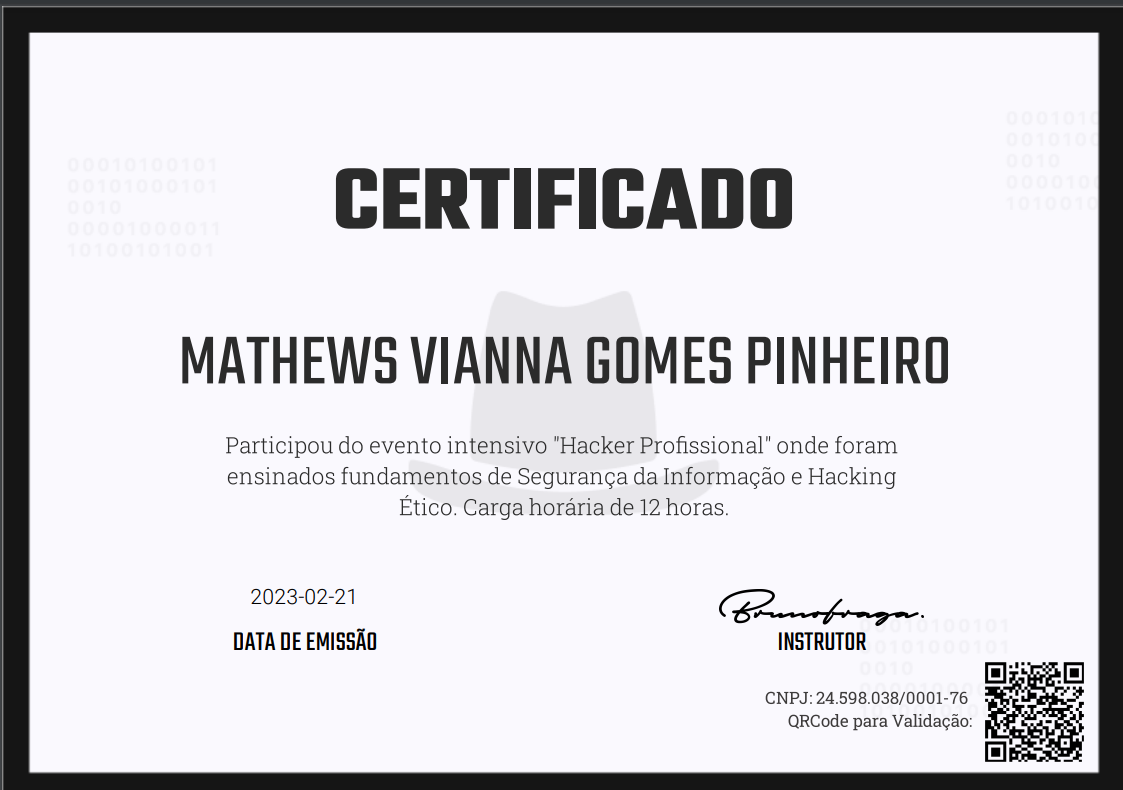 00010100101
00101000101
0010
00001000011
10100101001
0001010
0010100
0010
0000101
1010010
CERTIFICADO
MATHEWS VIANNA GOMES PINHEIRO
Participou do evento intensivo "Hacker Profissional" onde foram
ensinados fundamentos de Segurança da Informação e Hacking
Ético. Carga horária de 12 horas.
2023-02-21
DATA DE EMISSÃO
Brunofraga.
INSTRUTOR
0010
CNPJ: 24.598.038/0001-76
QRCode para Validação: